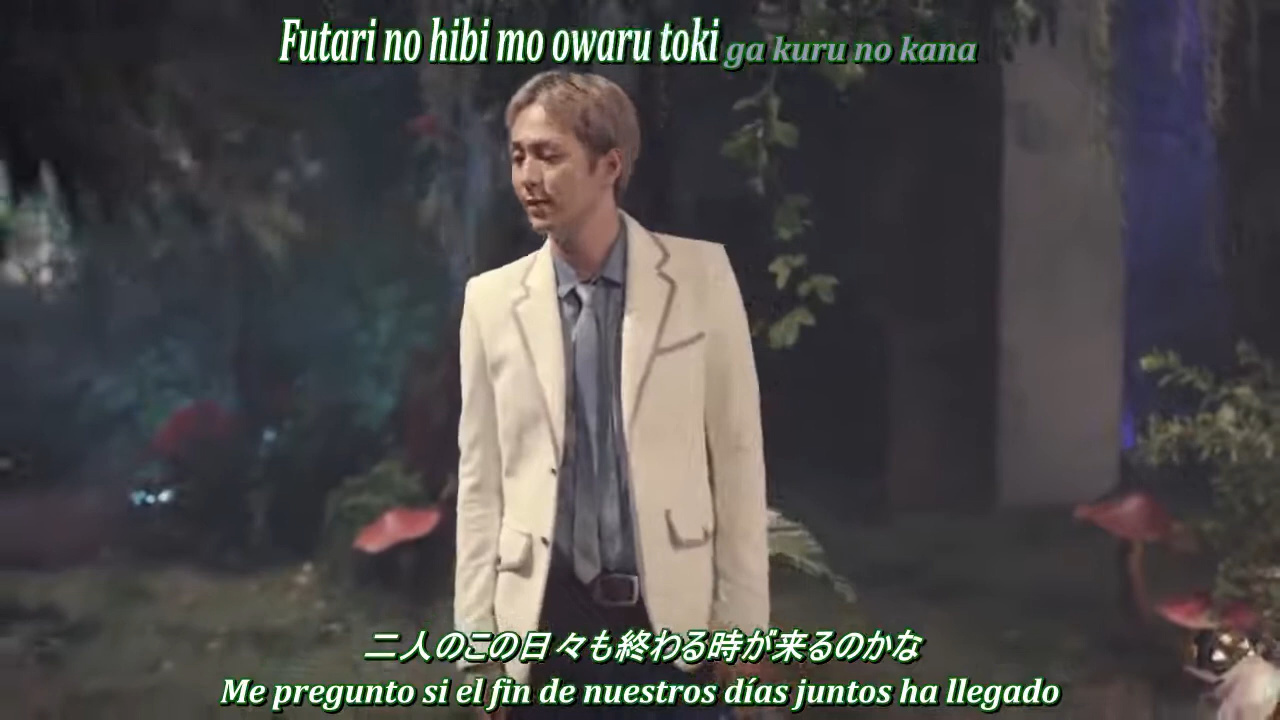 Futari no hibi mo owaru toki ga kuru no kana
二人のこの日々も終わる時が来るのかな
Me pregunto si el fin de nuestros días juntos ha llegado